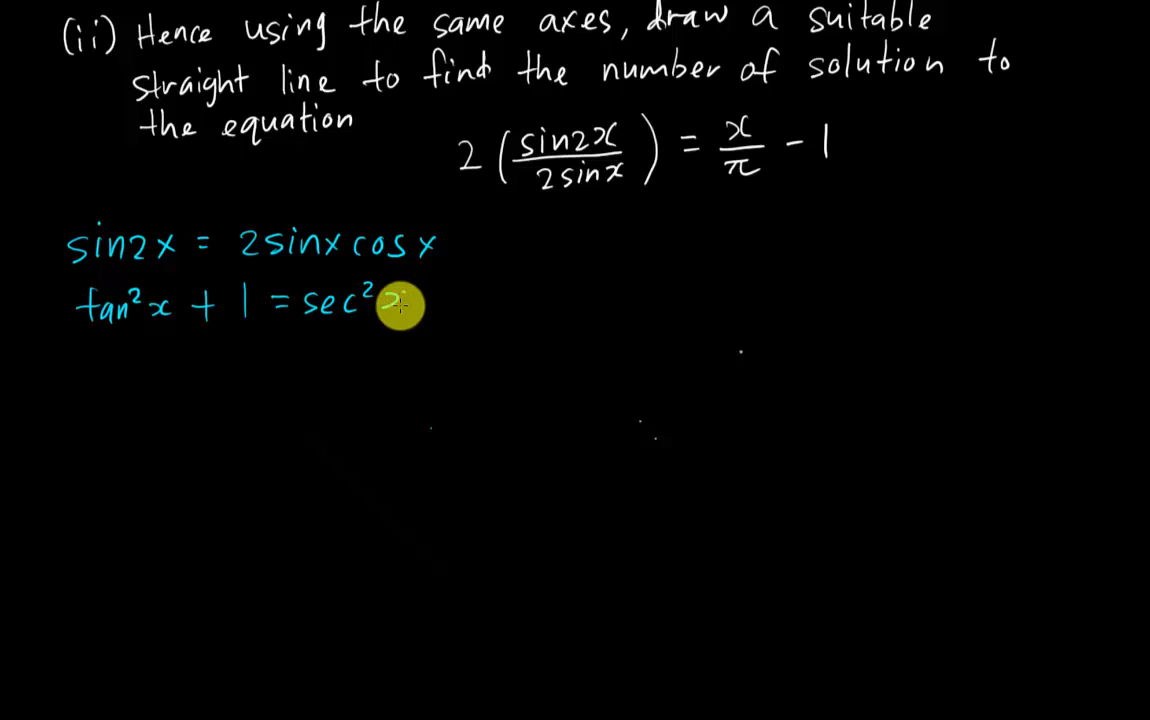 (ii) Hence using the same axes, draw a suitable
straight line to find the number of solution to
the equation
2 (sin2x / 2sinx) = x/π - 1
sin2x = 2sinx cosx
tan²x + 1 = sec²x